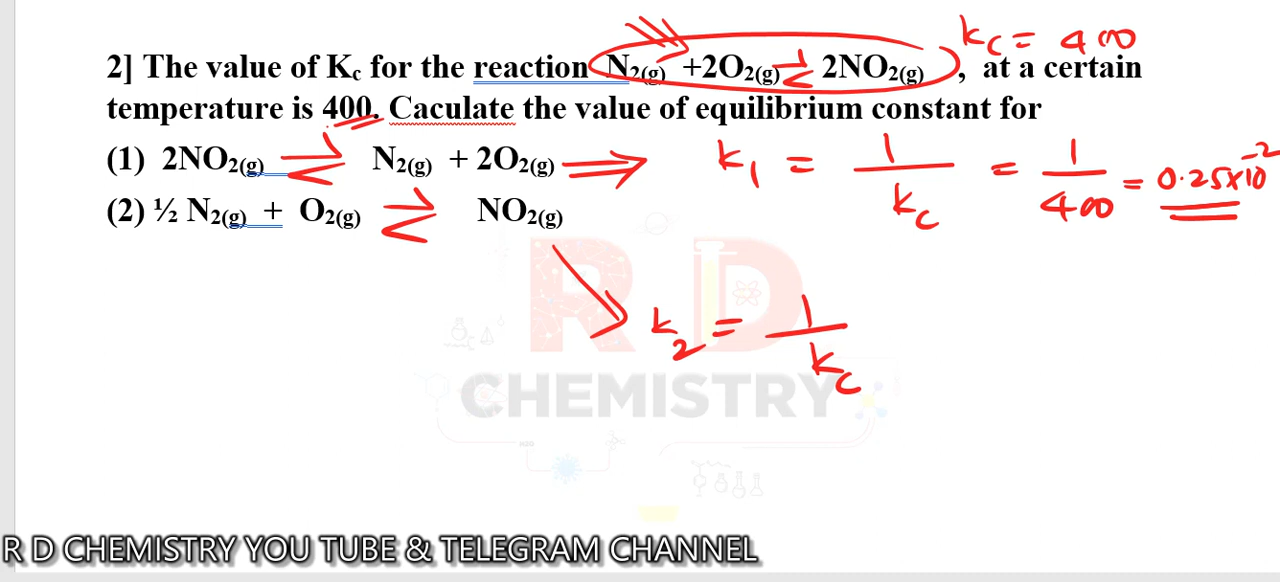 kc = 400
2] The value of Kc for the reaction N2(g) +2O2(g) ⇌ 2NO2(g) , at a certain
temperature is 400. Caculate the value of equilibrium constant for
(1) 2NO2(g) ⇌ N2(g) + 2O2(g) ⇒ k1 = 1/kc = 1/400 = 0.25x10^-2
(2) ½ N2(g) + O2(g) ⇌ NO2(g)
k2 = 1/kc
R D
CHEMISTRY
H2O
R D CHEMISTRY YOU TUBE & TELEGRAM CHANNEL